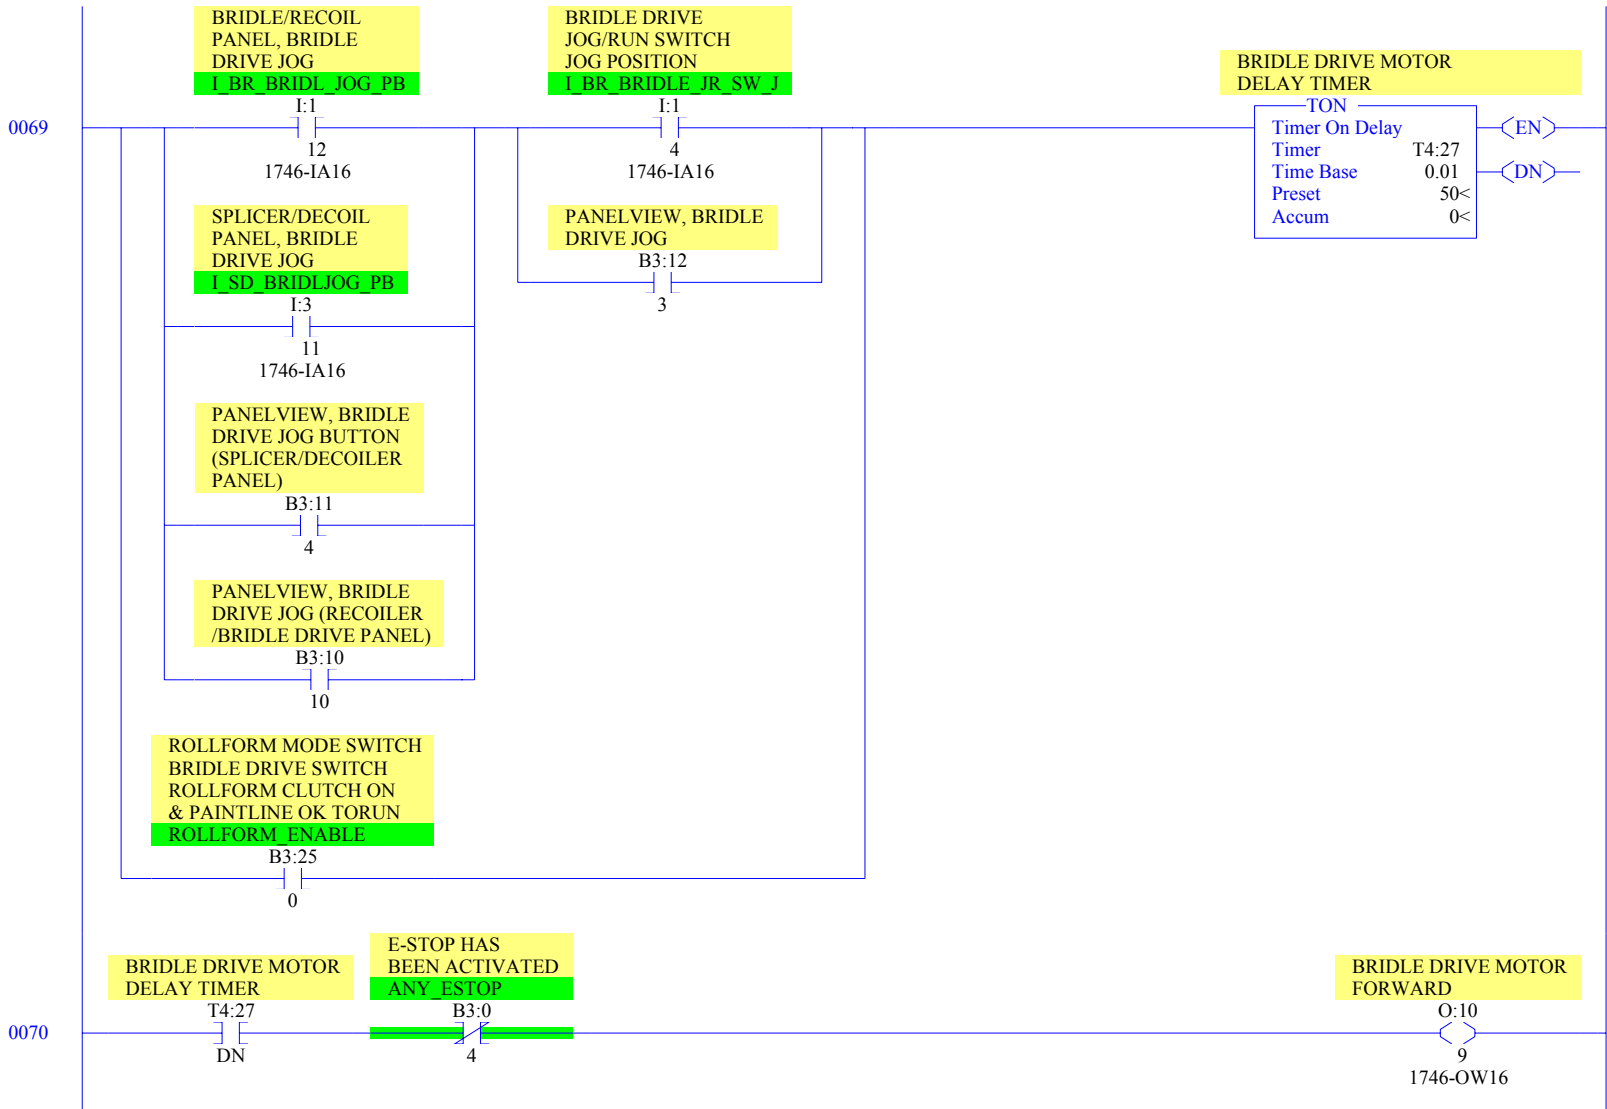 BRIDLE/RECOIL
PANEL, BRIDLE
DRIVE JOG
I_BR_BRIDL_JOG_PB
I:1
12
1746-IA16
BRIDLE DRIVE
JOG/RUN SWITCH
JOG POSITION
I_BR_BRIDLE_JR_SW_J
I:1
4
1746-IA16
BRIDLE DRIVE MOTOR
DELAY TIMER
TON
Timer On Delay
Timer T4:27
Time Base 0.01
Preset 50<
Accum 0<
EN
DN
0069
SPLICER/DECOIL
PANEL, BRIDLE
DRIVE JOG
I_SD_BRIDLJOG_PB
I:3
11
1746-IA16
PANELVIEW, BRIDLE
DRIVE JOG
B3:12
3
PANELVIEW, BRIDLE
DRIVE JOG BUTTON
(SPLICER/DECOILER
PANEL)
B3:11
4
PANELVIEW, BRIDLE
DRIVE JOG (RECOILER
/BRIDLE DRIVE PANEL)
B3:10
10
ROLLFORM MODE SWITCH
BRIDLE DRIVE SWITCH
ROLLFORM CLUTCH ON
& PAINTLINE OK TORUN
ROLLFORM_ENABLE
B3:25
0
0070
BRIDLE DRIVE MOTOR
DELAY TIMER
T4:27
DN
E-STOP HAS
BEEN ACTIVATED
ANY_ESTOP
B3:0
4
BRIDLE DRIVE MOTOR
FORWARD
O:10
9
1746-OW16